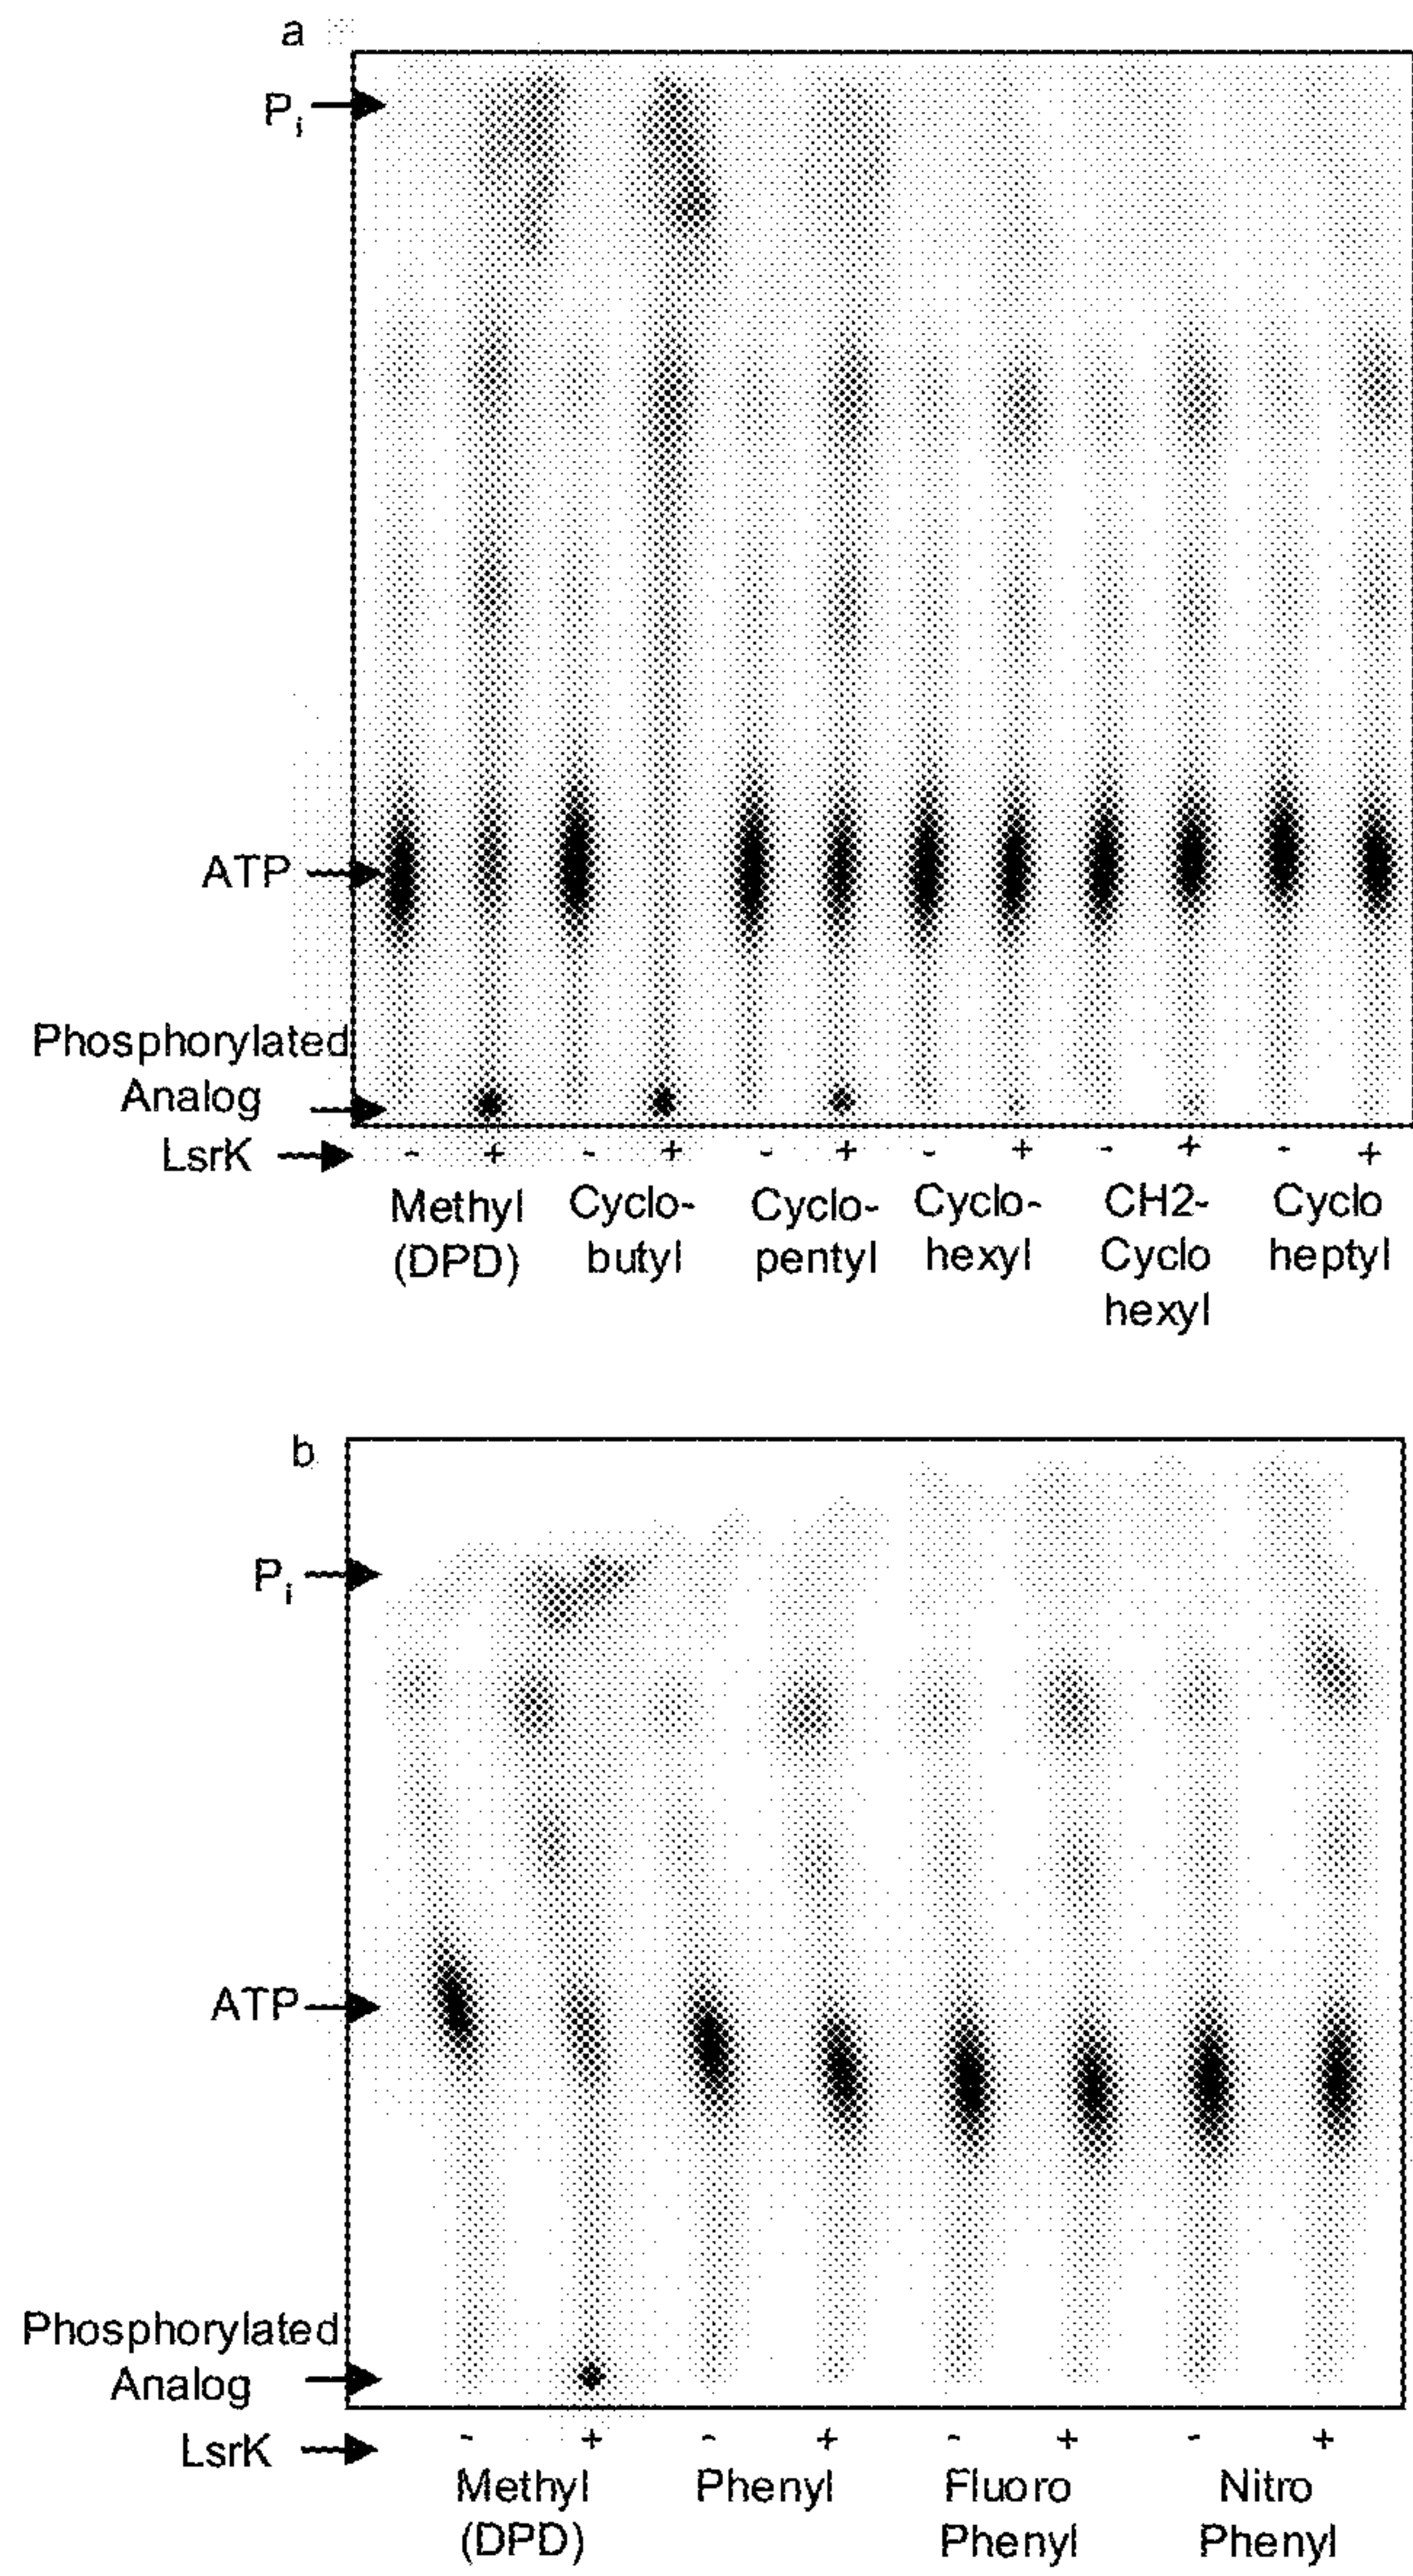 a
Pi
ATP
Phosphorylated
Analog
LsrK - + - + - + - + - + - +
Methyl
(DPD)
Cyclo-
butyl
Cyclo-
pentyl
Cyclo-
hexyl
CH2-
Cyclo
hexyl
Cyclo
heptyl
b
Pi
ATP
Phosphorylated
Analog
LsrK - + - + - + - +
Methyl
(DPD)
Phenyl
Fluoro
Phenyl
Nitro
Phenyl